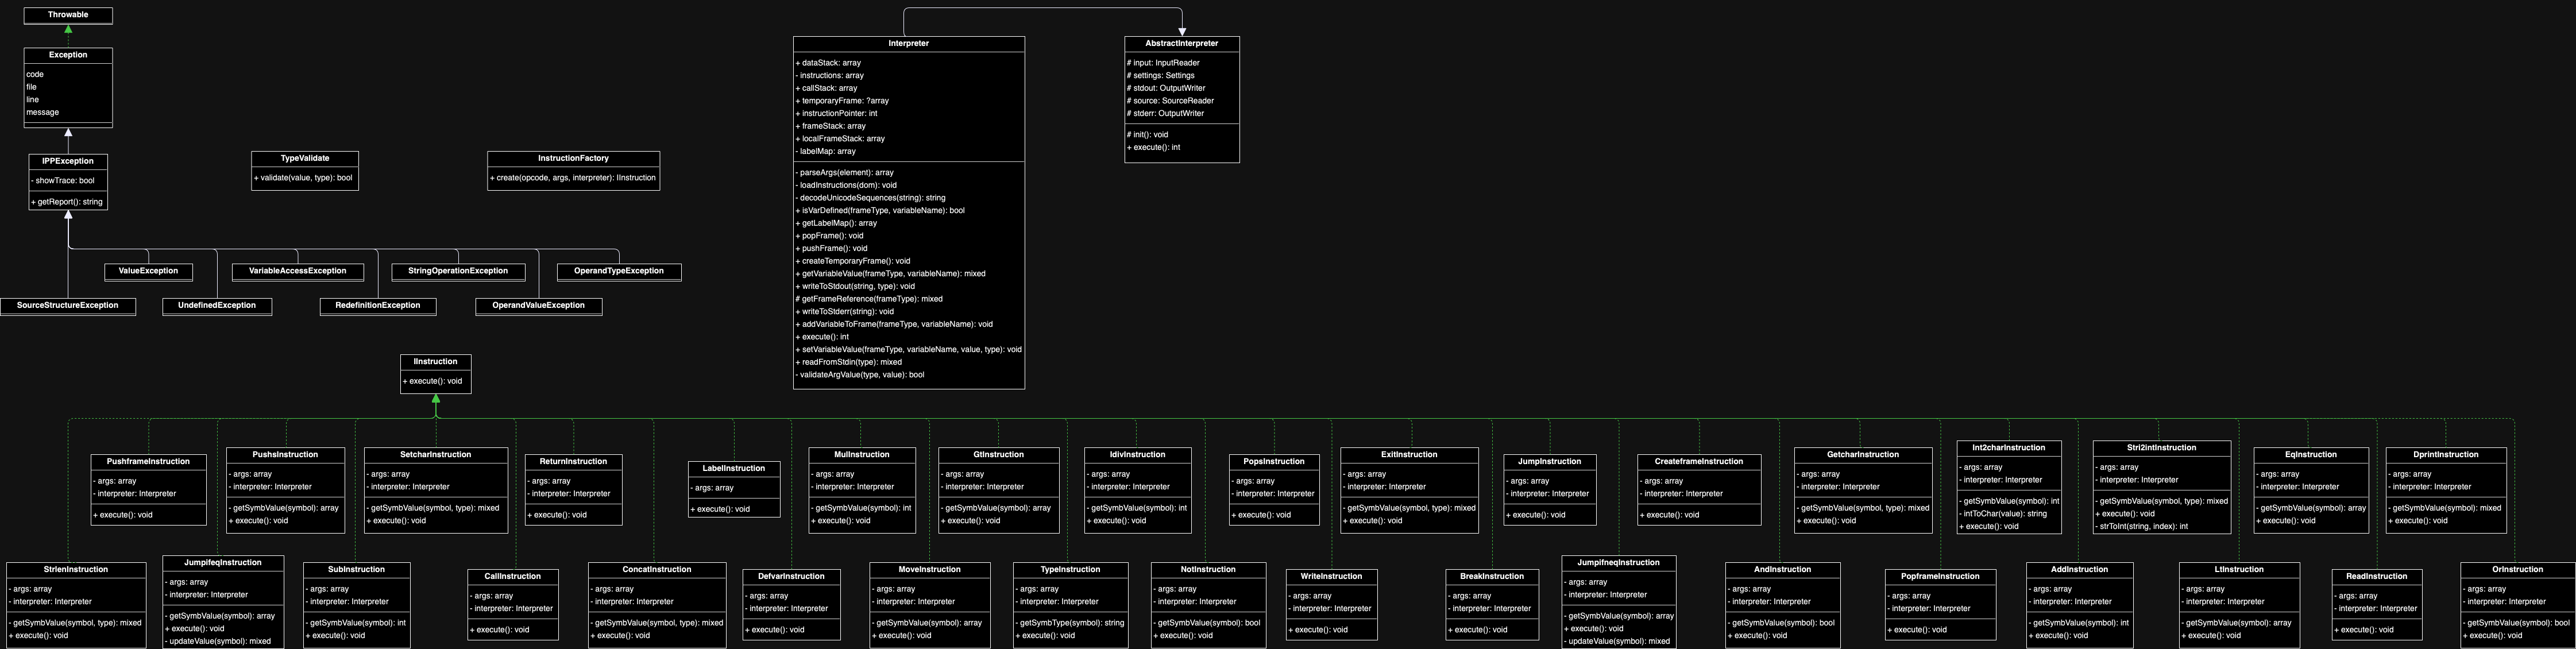 Throwable
Exception
code
file
line
message
IPPException
- showTrace: bool
+ getReport(): string
TypeValidate
+ validate(value, type): bool
InstructionFactory
+ create(opcode, args, interpreter): IInstruction
Interpreter
+ dataStack: array
- instructions: array
+ callStack: array
+ temporaryFrame: ?array
+ instructionPointer: int
+ frameStack: array
+ localFrameStack: array
- labelMap: array
- parseArgs(element): array
- loadInstructions(dom): void
- decodeUnicodeSequences(string): string
+ isVarDefined(frameType, variableName): bool
+ getLabelMap(): array
+ popFrame(): void
+ pushFrame(): void
+ createTemporaryFrame(): void
+ getVariableValue(frameType, variableName): mixed
+ writeToStdout(string, type): void
# getFrameReference(frameType): mixed
+ writeToStderr(string): void
+ addVariableToFrame(frameType, variableName): void
+ execute(): int
+ setVariableValue(frameType, variableName, value, type): void
+ readFromStdin(type): mixed
- validateArgValue(type, value): bool
AbstractInterpreter
# input: InputReader
# settings: Settings
# stdout: OutputWriter
# source: SourceReader
# stderr: OutputWriter
# init(): void
+ execute(): int
ValueException
VariableAccessException
StringOperationException
OperandTypeException
SourceStructureException
UndefinedException
RedefinitionException
OperandValueException
IInstruction
+ execute(): void
PushframeInstruction
- args: array
- interpreter: Interpreter
+ execute(): void
PushsInstruction
- args: array
- interpreter: Interpreter
- getSymbValue(symbol): array
+ execute(): void
SetcharInstruction
- args: array
- interpreter: Interpreter
- getSymbValue(symbol, type): mixed
+ execute(): void
ReturnInstruction
- args: array
- interpreter: Interpreter
+ execute(): void
LabelInstruction
- args: array
+ execute(): void
MulInstruction
- args: array
- interpreter: Interpreter
- getSymbValue(symbol): int
+ execute(): void
GtInstruction
- args: array
- interpreter: Interpreter
- getSymbValue(symbol): array
+ execute(): void
IdivInstruction
- args: array
- interpreter: Interpreter
- getSymbValue(symbol): int
+ execute(): void
PopsInstruction
- args: array
- interpreter: Interpreter
+ execute(): void
ExitInstruction
- args: array
- interpreter: Interpreter
- getSymbValue(symbol, type): mixed
+ execute(): void
JumpInstruction
- args: array
- interpreter: Interpreter
+ execute(): void
CreateframeInstruction
- args: array
- interpreter: Interpreter
+ execute(): void
GetcharInstruction
- args: array
- interpreter: Interpreter
- getSymbValue(symbol, type): mixed
+ execute(): void
Int2charInstruction
- args: array
- interpreter: Interpreter
- getSymbValue(symbol): int
- intToChar(value): string
+ execute(): void
Stri2intInstruction
- args: array
- interpreter: Interpreter
- getSymbValue(symbol, type): mixed
+ execute(): void
- strToInt(string, index): int
EqInstruction
- args: array
- interpreter: Interpreter
- getSymbValue(symbol): array
+ execute(): void
DprintInstruction
- args: array
- interpreter: Interpreter
- getSymbValue(symbol): mixed
+ execute(): void
StrlenInstruction
- args: array
- interpreter: Interpreter
- getSymbValue(symbol, type): mixed
+ execute(): void
JumpifeqInstruction
- args: array
- interpreter: Interpreter
- getSymbValue(symbol): array
+ execute(): void
- updateValue(symbol): mixed
SubInstruction
- args: array
- interpreter: Interpreter
- getSymbValue(symbol): int
+ execute(): void
CallInstruction
- args: array
- interpreter: Interpreter
+ execute(): void
ConcatInstruction
- args: array
- interpreter: Interpreter
- getSymbValue(symbol, type): mixed
+ execute(): void
DefvarInstruction
- args: array
- interpreter: Interpreter
+ execute(): void
MoveInstruction
- args: array
- interpreter: Interpreter
- getSymbValue(symbol): array
+ execute(): void
TypeInstruction
- args: array
- interpreter: Interpreter
- getSymbType(symbol): string
+ execute(): void
NotInstruction
- args: array
- interpreter: Interpreter
- getSymbValue(symbol): bool
+ execute(): void
WriteInstruction
- args: array
- interpreter: Interpreter
+ execute(): void
BreakInstruction
- args: array
- interpreter: Interpreter
+ execute(): void
JumpifneqInstruction
- args: array
- interpreter: Interpreter
- getSymbValue(symbol): array
+ execute(): void
- updateValue(symbol): mixed
AndInstruction
- args: array
- interpreter: Interpreter
- getSymbValue(symbol): bool
+ execute(): void
PopframeInstruction
- args: array
- interpreter: Interpreter
+ execute(): void
AddInstruction
- args: array
- interpreter: Interpreter
- getSymbValue(symbol): int
+ execute(): void
LtInstruction
- args: array
- interpreter: Interpreter
- getSymbValue(symbol): array
+ execute(): void
ReadInstruction
- args: array
- interpreter: Interpreter
+ execute(): void
OrInstruction
- args: array
- interpreter: Interpreter
- getSymbValue(symbol): bool
+ execute(): void